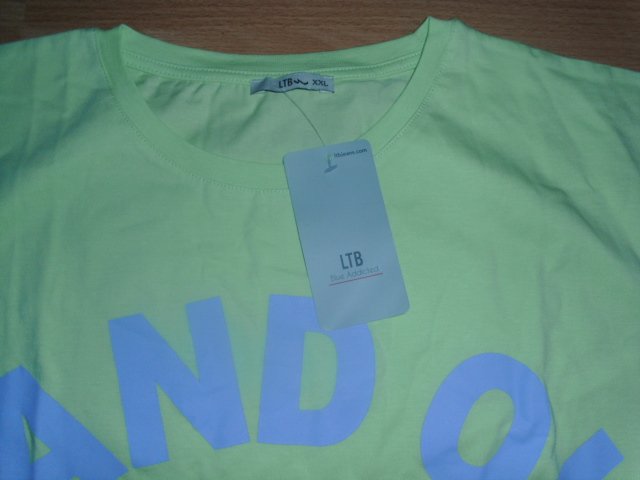 LTB XXL
ltbjeans.com
LTB
Blue Addicted
AND O